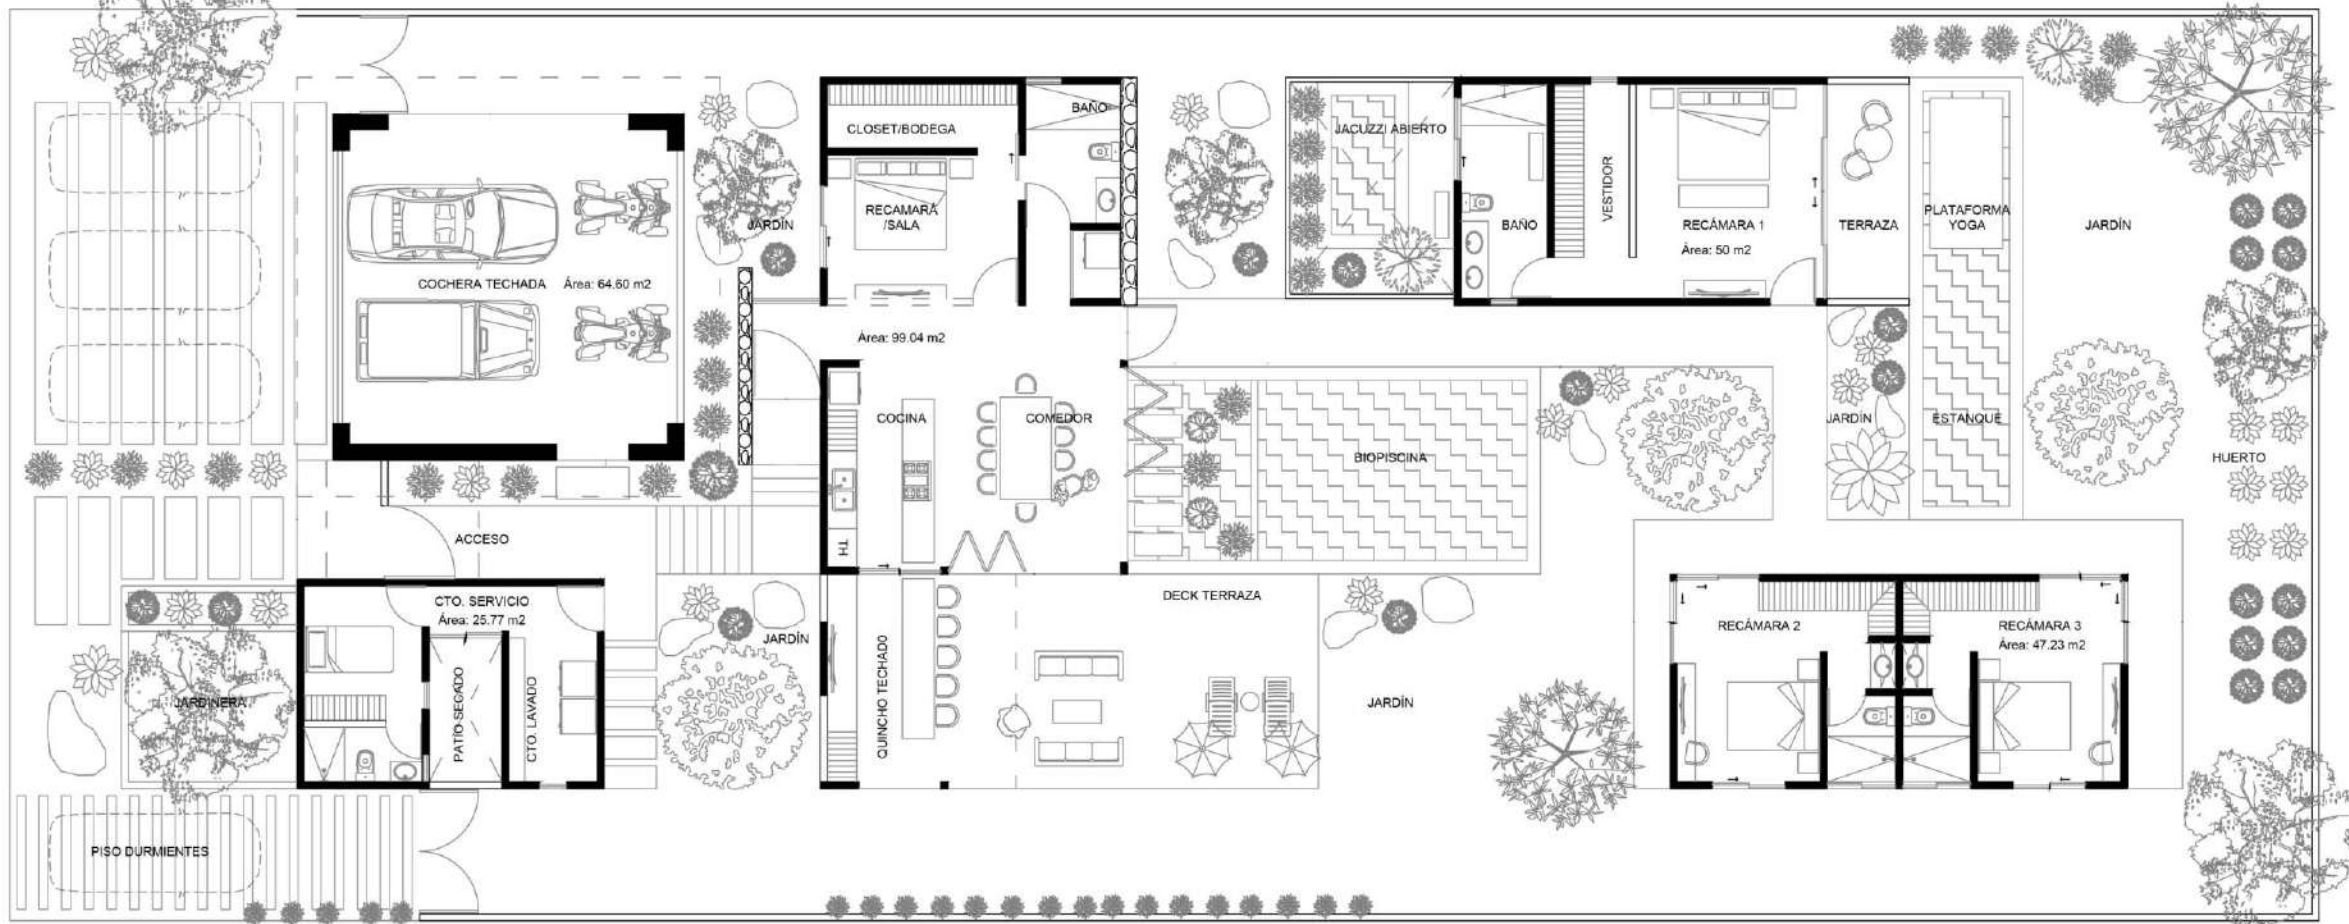 BAÑO
CLOSET/BODEGA
JACUZZI ABIERTO
VESTIDOR
RECAMARA
/SALA
JARDÍN
BAÑO
RECÁMARA 1
Área: 50 m2
TERRAZA
PLATAFORMA
YOGA
JARDÍN
COCHERA TECHADA
Área: 64.60 m2
Área: 99.04 m2
COCINA
COMEDOR
BIOPISCINA
JARDÍN
ESTANQUE
HUERTO
ACCESO
TH
CTO. SERVICIO
Área: 25.77 m2
JARDÍN
DECK TERRAZA
RECÁMARA 2
RECÁMARA 3
Área: 47.23 m2
JARDINERA
PATÍO SECADO
CTO. LAVADO
QUINCHO TECHADO
JARDÍN
PISO DURMIENTES